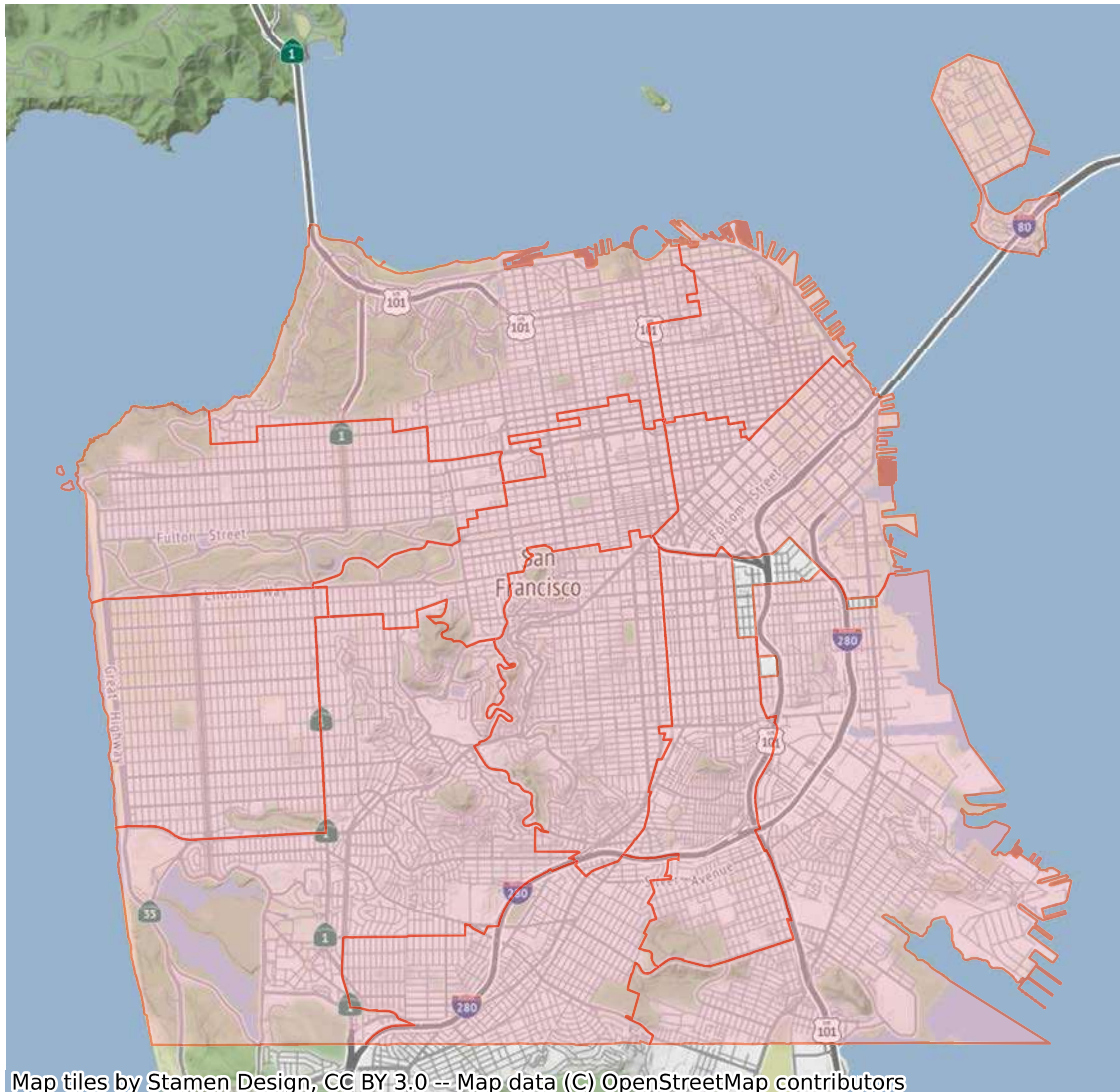 1
80
101
US
101
101
1
Folsom Street
Fulton Street
San
Francisco
Lincoln Way
280
Great Highway
101
280
Avenue
35
1
280
101
Map tiles by Stamen Design, CC BY 3.0 -- Map data (C) OpenStreetMap contributors